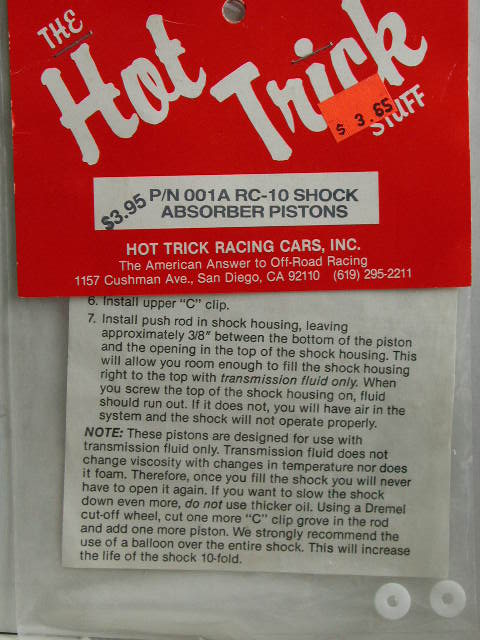 THE
Hot Trick
STUFF
$ 3.65
$3.95
P/N 001A RC-10 SHOCK
ABSORBER PISTONS
HOT TRICK RACING CARS, INC.
The American Answer to Off-Road Racing
1157 Cushman Ave., San Diego, CA 92110 (619) 295-2211
6. Install upper "C" clip.
7. Install push rod in shock housing, leaving
approximately 3/8" between the bottom of the piston
and the opening in the top of the shock housing. This
will allow you room enough to fill the shock housing
right to the top with transmission fluid only. When
you screw the top of the shock housing on, fluid
should run out. If it does not, you will have air in the
system and the shock will not operate properly.
NOTE: These pistons are designed for use with
transmission fluid only. Transmission fluid does not
change viscosity with changes in temperature nor does
it foam. Therefore, once you fill the shock you will never
have to open it again. If you want to slow the shock
down even more, do not use thicker oil. Using a Dremel
cut-off wheel, cut one more "C" clip grove in the rod
and add one more piston. We strongly recommend the
use of a balloon over the entire shock. This will increase
the life of the shock 10-fold.